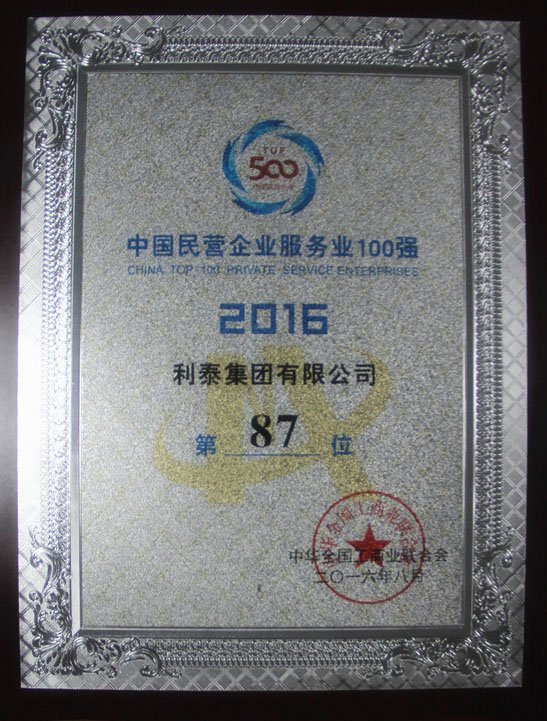 TOP
500
中国民营企业服务业100强
CHINA TOP 100 PRIVATE SERVICE ENTERPRISES
2016
利泰集团有限公司
第 87 位
中华全国工商业联合会
二〇一六年八月